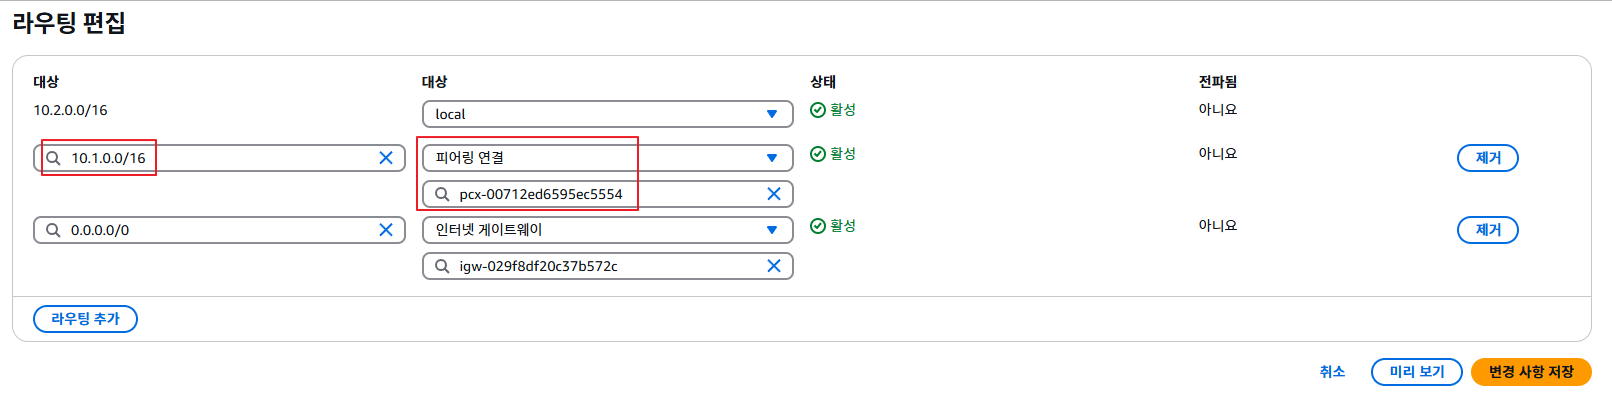 라우팅 편집
대상 대상 상태 전파됨
10.2.0.0/16 local 활성 아니요
10.1.0.0/16 피어링 연결 활성 아니요 제거
pcx-00712ed6595ec5554
0.0.0.0/0 인터넷 게이트웨이 활성 아니요 제거
igw-029f8df20c37b572c
라우팅 추가
취소 미리 보기 변경 사항 저장